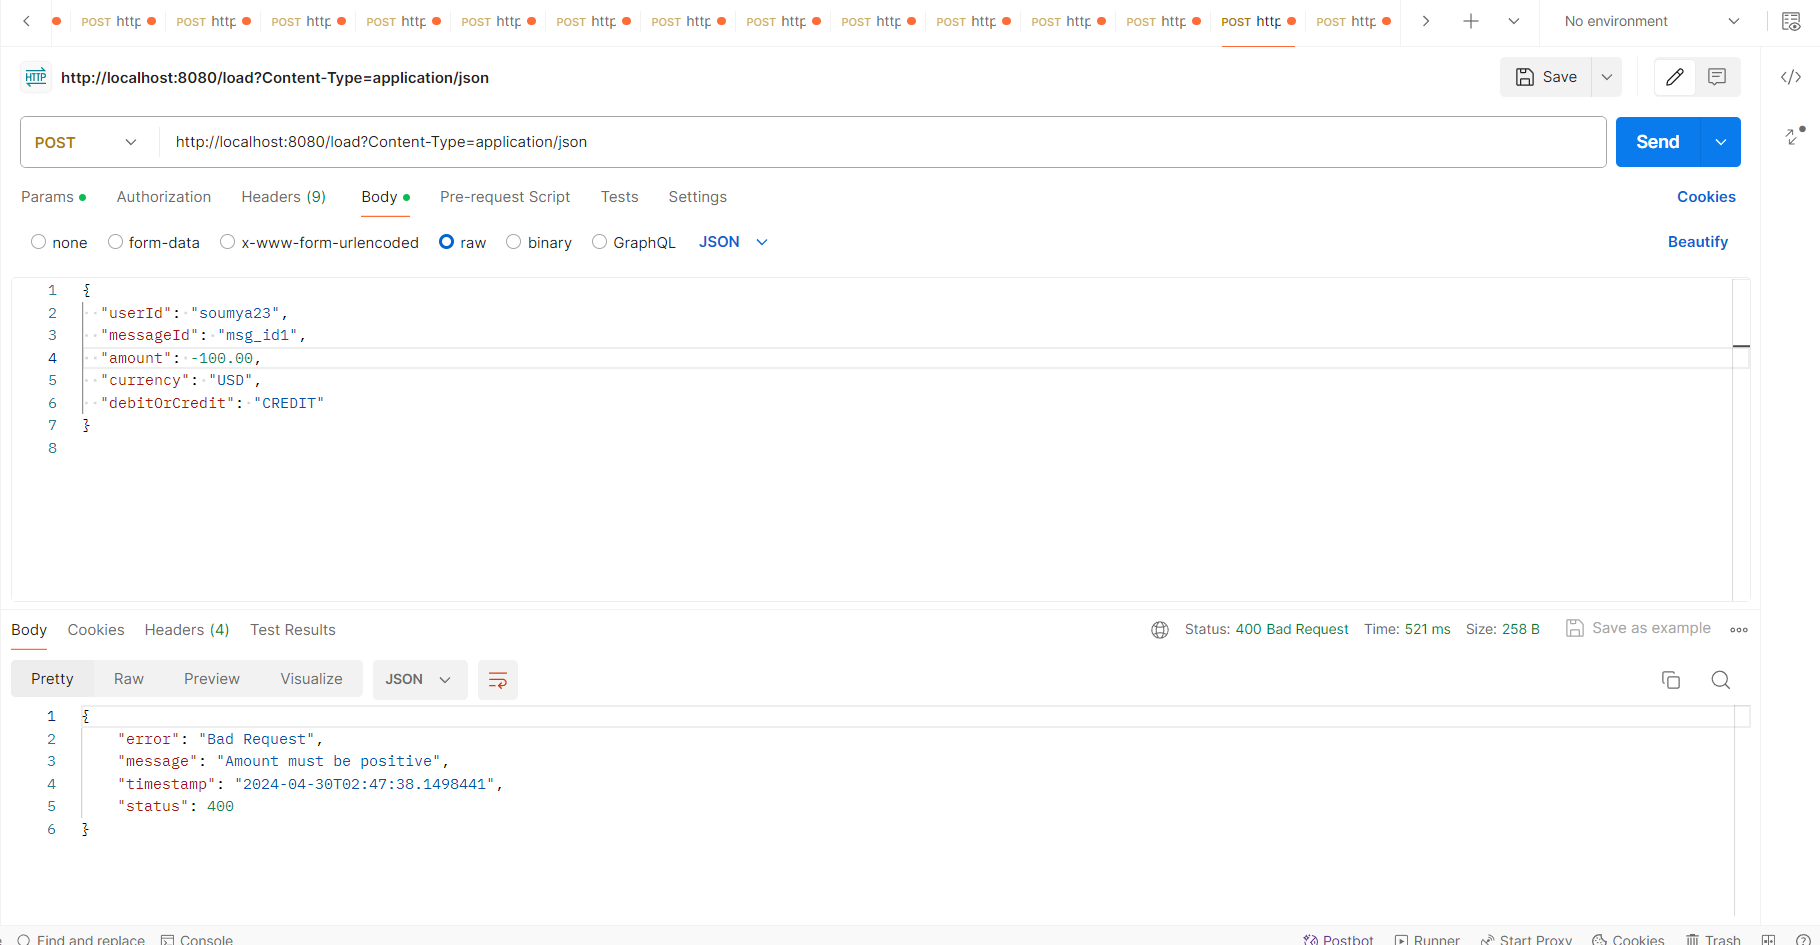 POST http POST http POST http POST http POST http POST http POST http POST http POST http POST http POST http POST http POST http POST http No environment
HTTP http://localhost:8080/load?Content-Type=application/json Save
POST http://localhost:8080/load?Content-Type=application/json Send
Params Authorization Headers (9) Body Pre-request Script Tests Settings Cookies
none form-data x-www-form-urlencoded raw binary GraphQL JSON Beautify
1 {
2 "userId": "soumya23",
3 "messageId": "msg_id1",
4 "amount": -100.00,
5 "currency": "USD",
6 "debitOrCredit": "CREDIT"
7 }
8
Body Cookies Headers (4) Test Results Status: 400 Bad Request Time: 521 ms Size: 258 B Save as example
Pretty Raw Preview Visualize JSON
1 {
2 "error": "Bad Request",
3 "message": "Amount must be positive",
4 "timestamp": "2024-04-30T02:47:38.1498441",
5 "status": 400
6 }
Find and replace Console Postbot Runner Start Proxy Cookies Trash